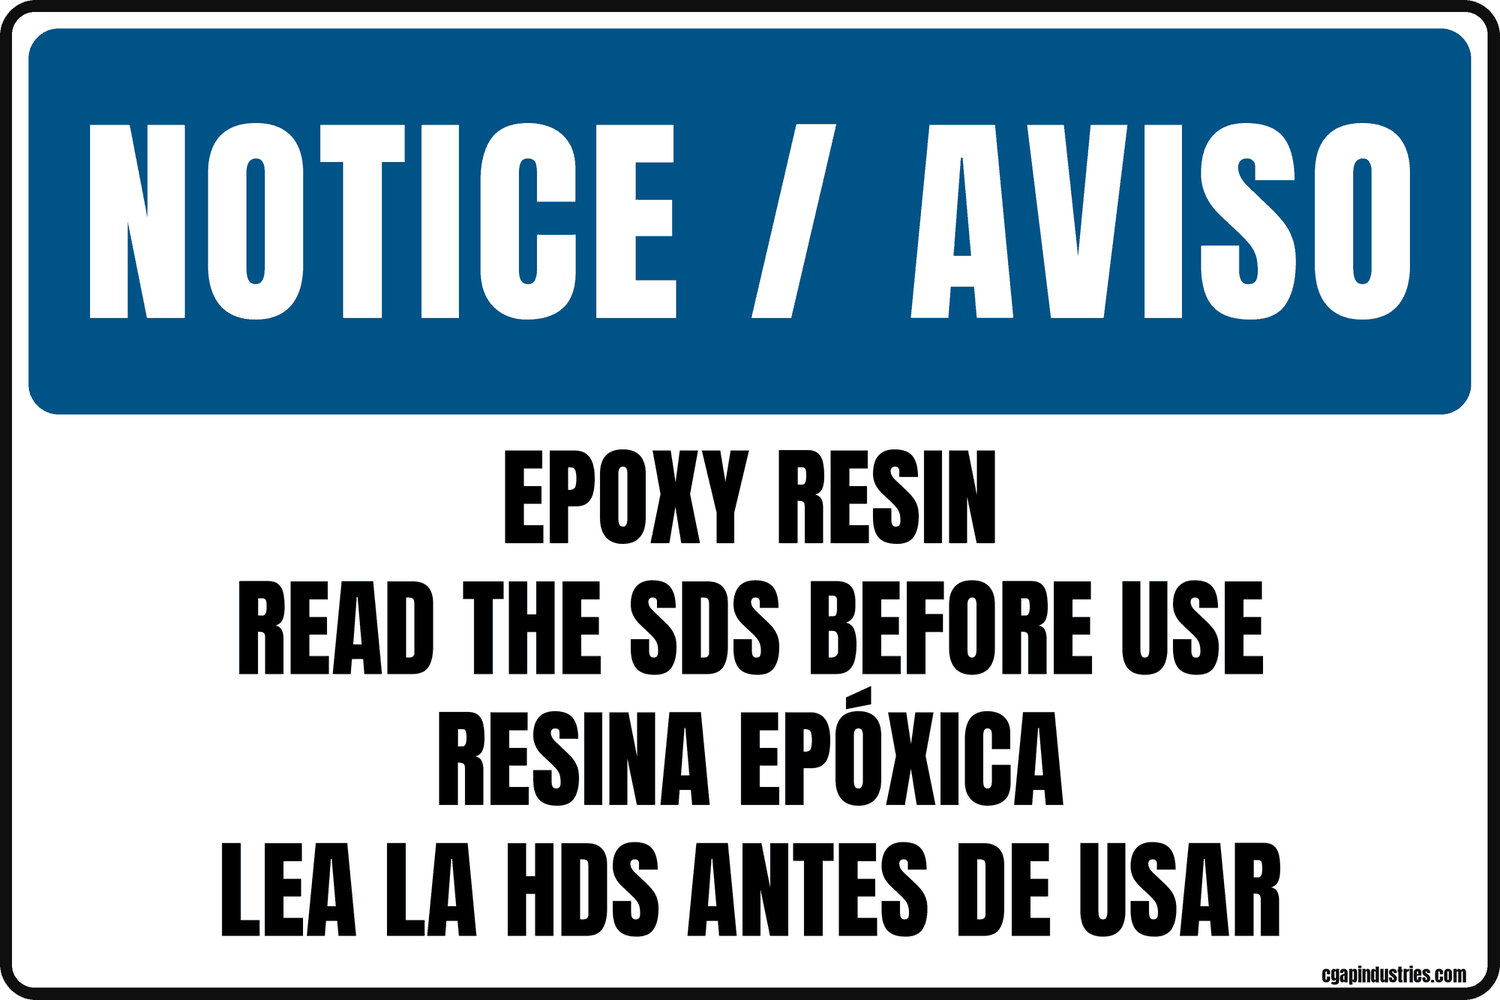 NOTICE / AVISO
EPOXY RESIN
READ THE SDS BEFORE USE
RESINA EPÓXICA
LEA LA HDS ANTES DE USAR
cgapindustries.com